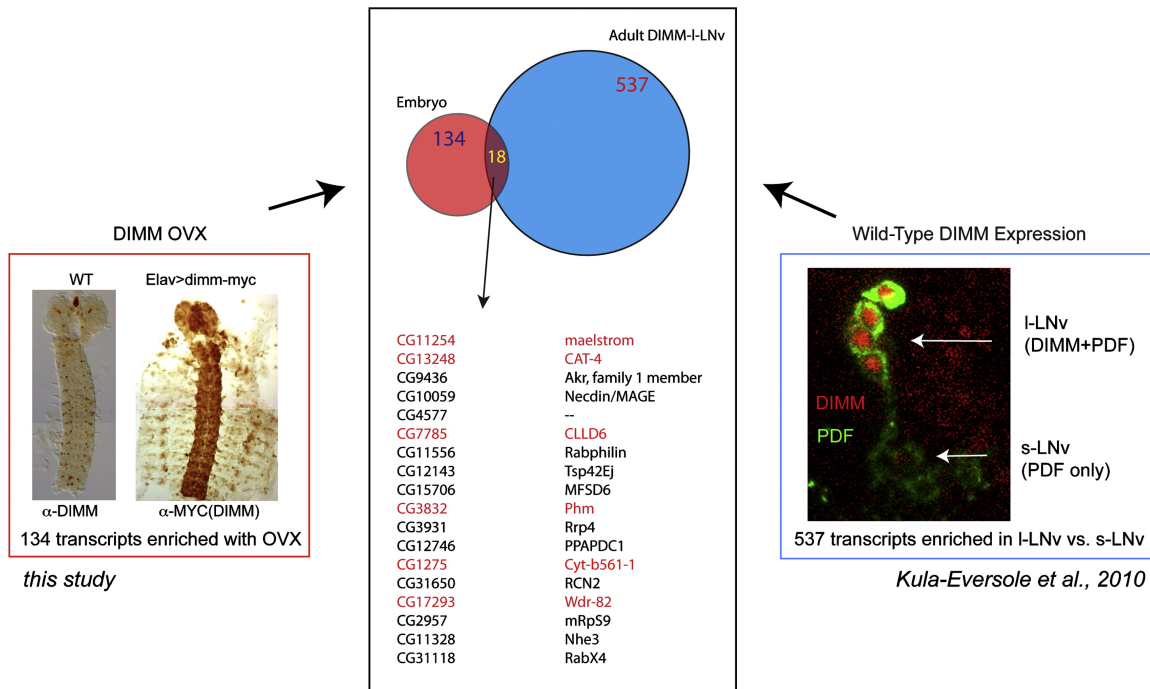 DIMM OVX
WT
Elav>dimm-myc
α-DIMM
α-MYC(DIMM)
134 transcripts enriched with OVX
this study
Adult DIMM-l-LNv
537
Embryo
134
18
CG11254 maelstrom
CG13248 CAT-4
CG9436 Akr, family 1 member
CG10059 Necdin/MAGE
CG4577 --
CG7785 CLLD6
CG11556 Rabphilin
CG12143 Tsp42Ej
CG15706 MFSD6
CG3832 Phm
CG3931 Rrp4
CG12746 PPAPDC1
CG1275 Cyt-b561-1
CG31650 RCN2
CG17293 Wdr-82
CG2957 mRpS9
CG11328 Nhe3
CG31118 RabX4
Wild-Type DIMM Expression
l-LNv
(DIMM+PDF)
DIMM
PDF
s-LNv
(PDF only)
537 transcripts enriched in l-LNv vs. s-LNv
Kula-Eversole et al., 2010